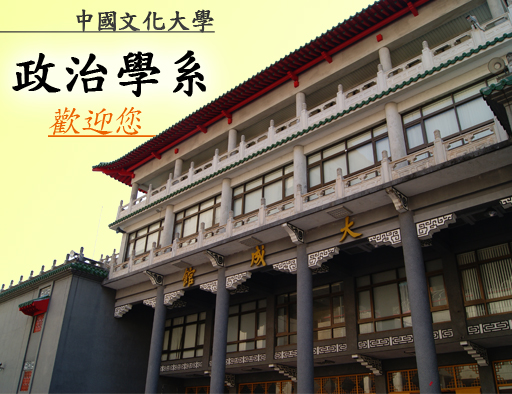 中國文化大學
政治學系
歡迎您
大成館